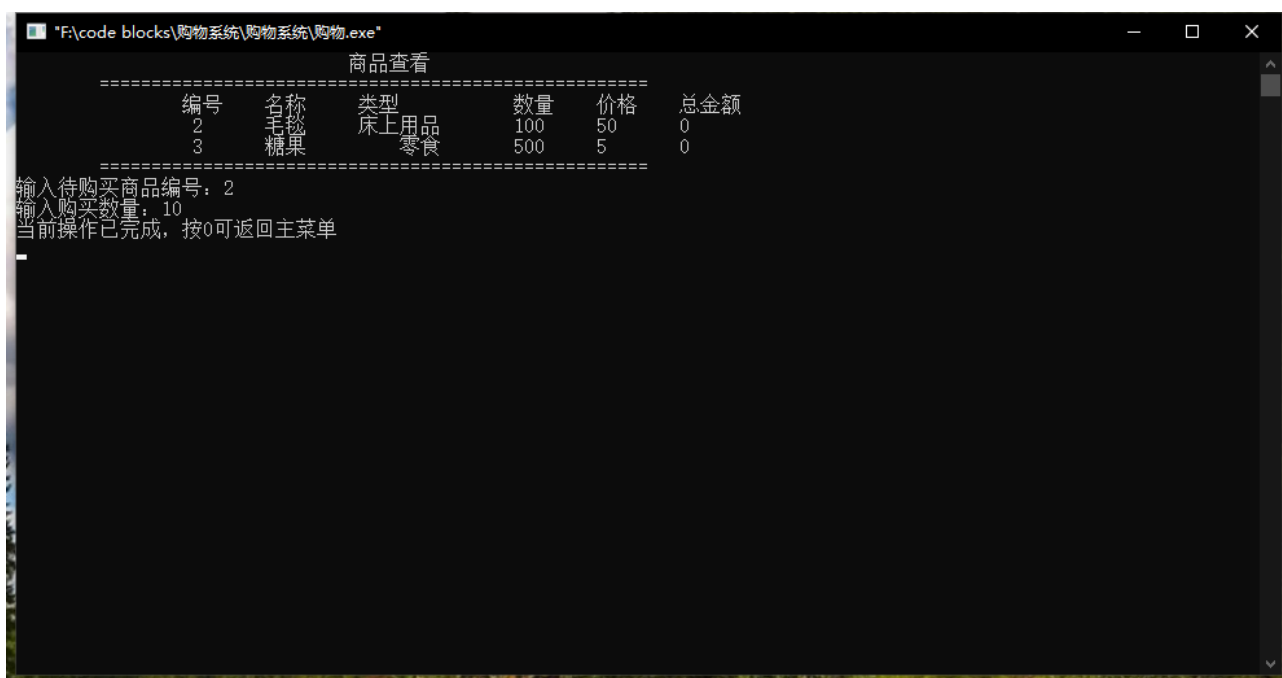 "F:\code blocks\购物系统\购物系统\购物.exe"
商品查看
=====================================================
编号 名称 类型 数量 价格 总金额
2 毛毯 床上用品 100 50 0
3 糖果 零食 500 5 0
=====================================================
输入待购买商品编号：2
输入购买数量：10
当前操作已完成，按0可返回主菜单